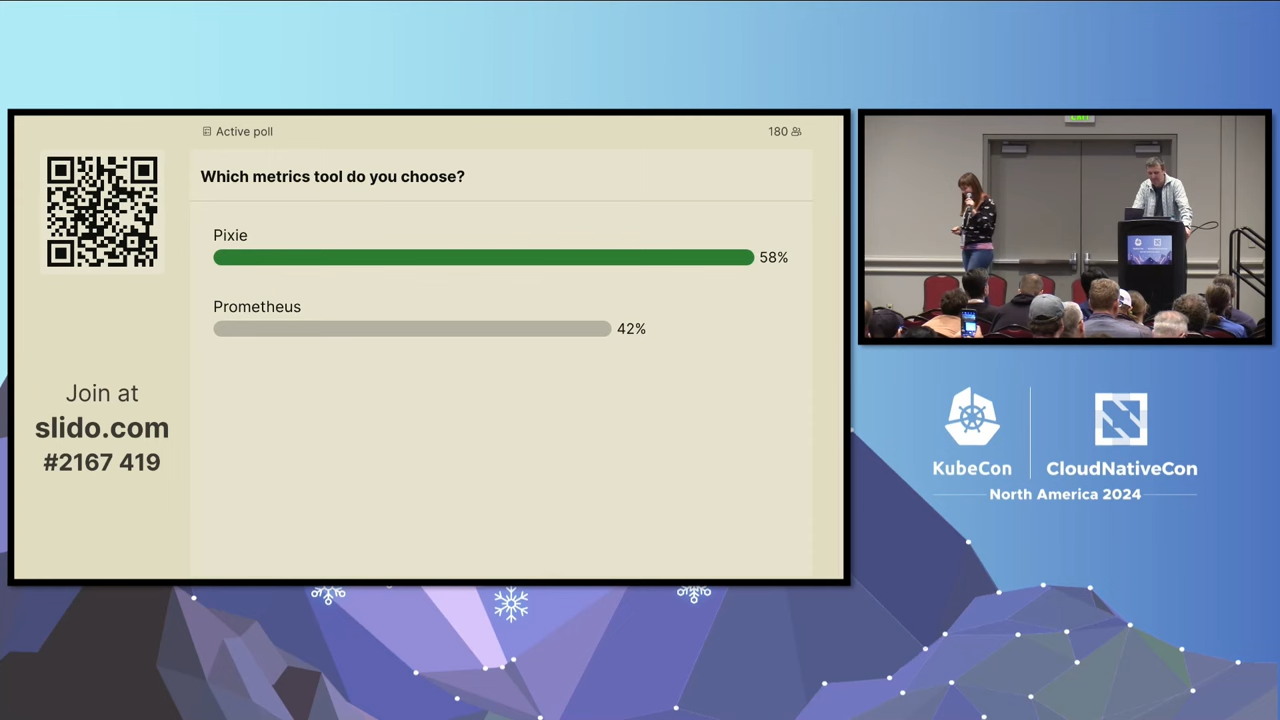 Active poll
180
Which metrics tool do you choose?
Pixie
58%
Prometheus
42%
Join at
slido.com
#2167 419
EXIT
KubeCon
CloudNativeCon
North America 2024